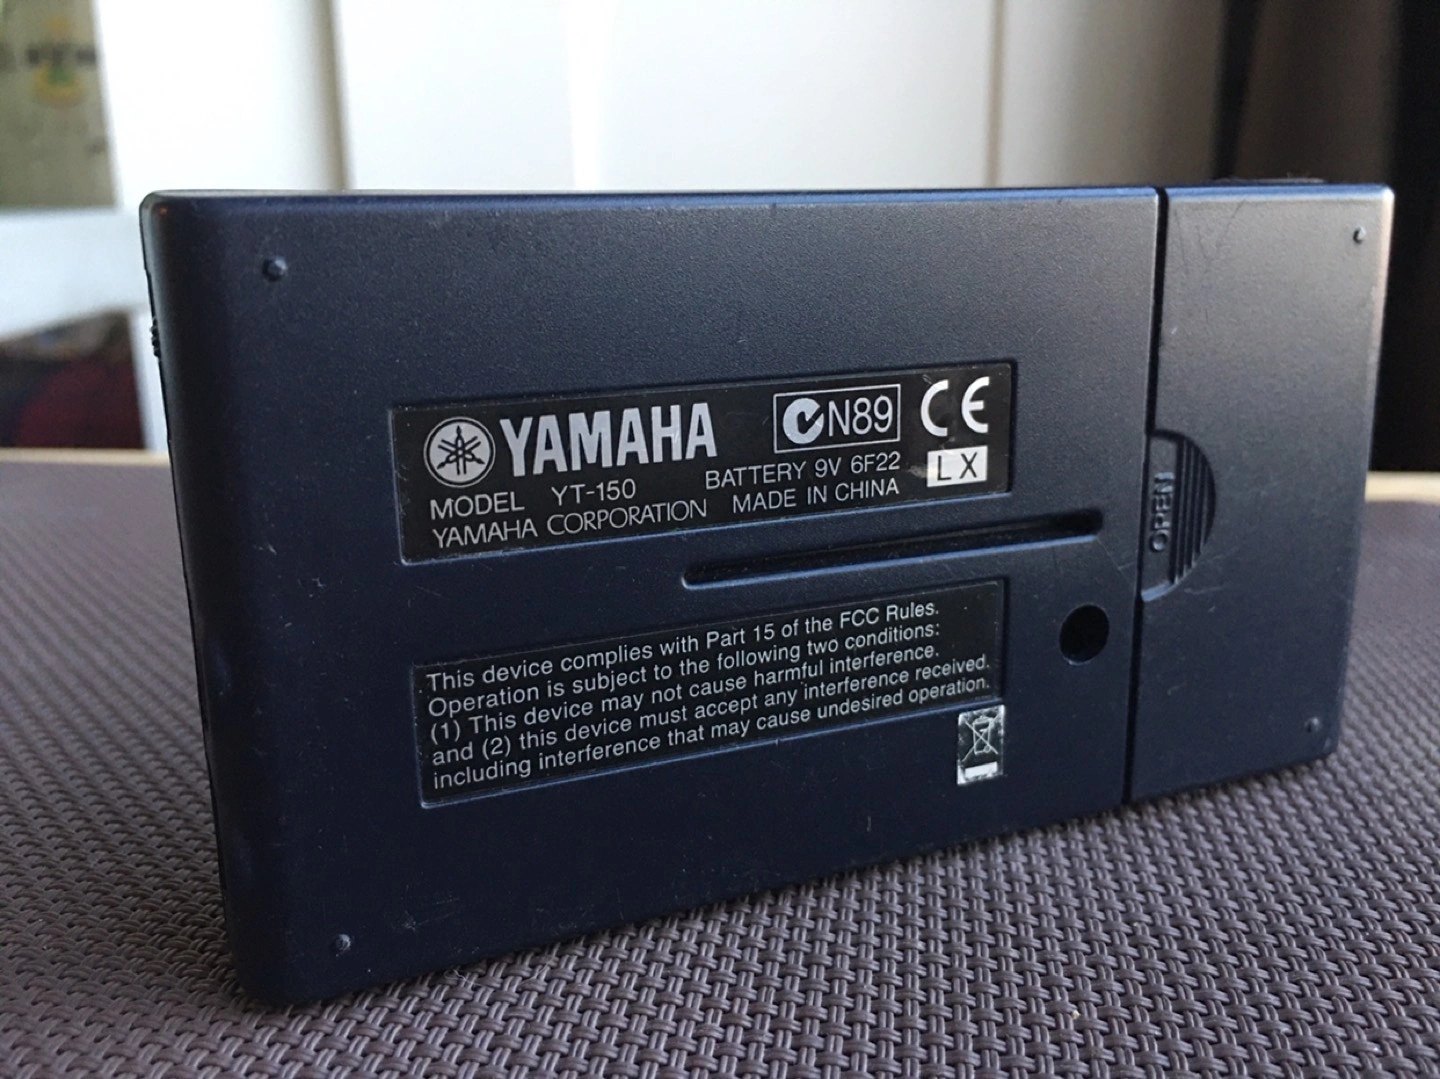 YAMAHA N89 CE
MODEL YT-150 BATTERY 9V 6F22 LX
YAMAHA CORPORATION MADE IN CHINA
OPEN
This device complies with Part 15 of the FCC Rules.
Operation is subject to the following two conditions:
(1) This device may not cause harmful interference.
and (2) this device must accept any interference received.
including interference that may cause undesired operation.